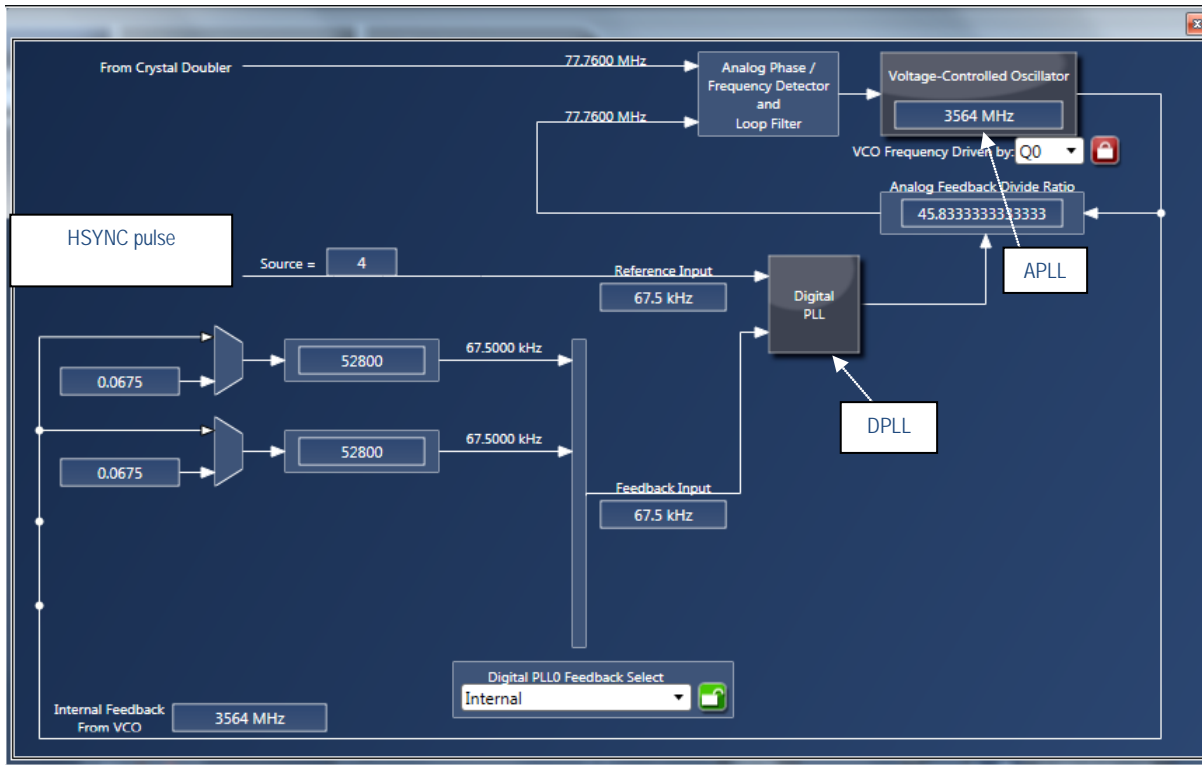 x
From Crystal Doubler
77.7600 MHz
Analog Phase /
Frequency Detector
and
Loop Filter
Voltage-Controlled Oscillator
3564 MHz
77.7600 MHz
VCO Frequency Driven by: Q0
Analog Feedback Divide Ratio
45.8333333333333
HSYNC pulse
Source = 4
Reference Input
67.5 kHz
Digital
PLL
APLL
52800
67.5000 kHz
0.0675
DPLL
52800
67.5000 kHz
0.0675
Feedback Input
67.5 kHz
Digital PLL0 Feedback Select
Internal
Internal Feedback
From VCO
3564 MHz